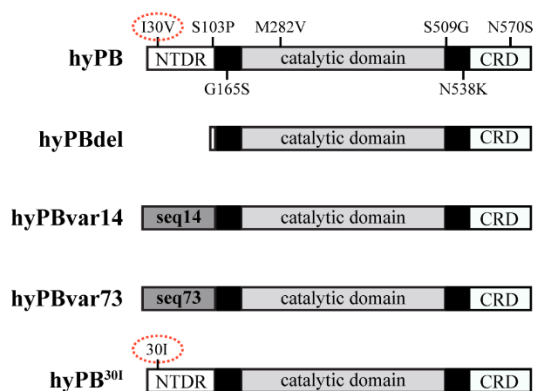 I30V S103P M282V S509G N570S
hyPB NTDR catalytic domain CRD
G165S N538K
hyPBdel catalytic domain CRD
hyPBvar14 seq14 catalytic domain CRD
hyPBvar73 seq73 catalytic domain CRD
30I
hyPB³⁰ᴵ NTDR catalytic domain CRD